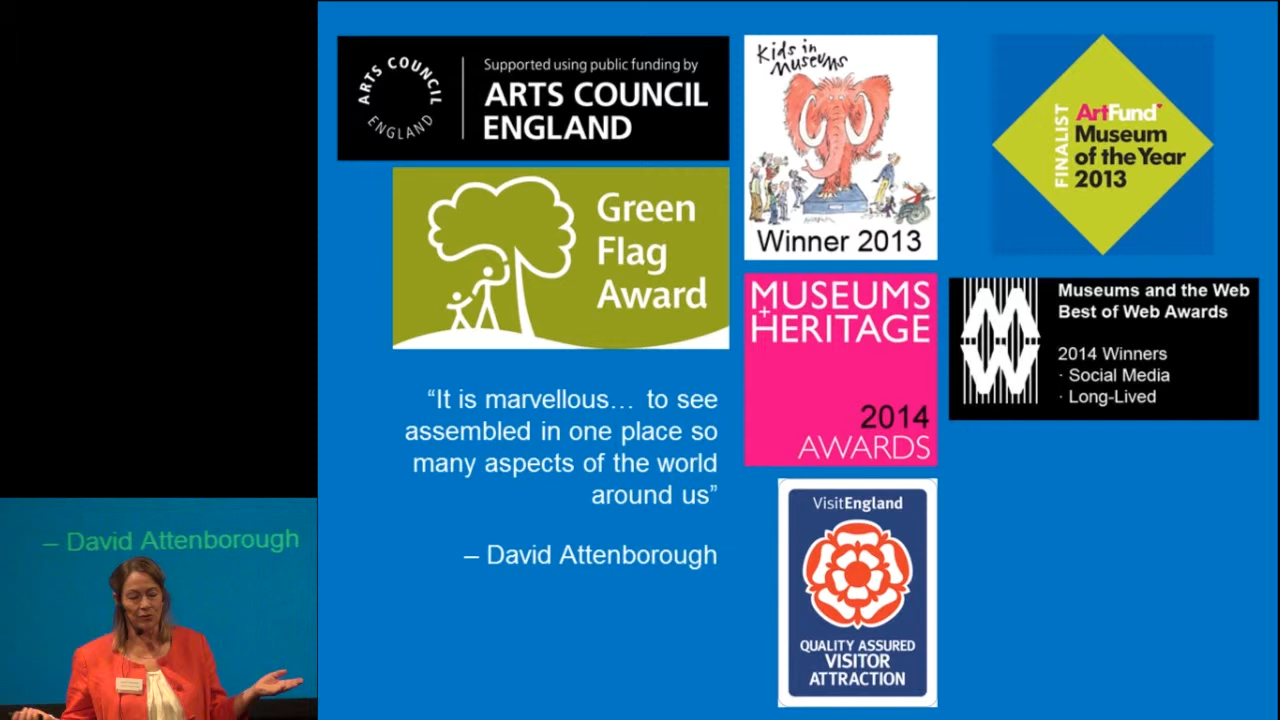 ARTS COUNCIL
ENGLAND
Supported using public funding by
ARTS COUNCIL
ENGLAND
Kids in
Museums
Winner 2013
FINALIST
ArtFund
Museum
of the Year
2013
Green
Flag
Award
MUSEUMS
+
HERITAGE
2014
AWARDS
MW
Museums and the Web
Best of Web Awards
2014 Winners
· Social Media
· Long-Lived
“It is marvellous… to see
assembled in one place so
many aspects of the world
around us”
– David Attenborough
VisitEngland
QUALITY ASSURED
VISITOR
ATTRACTION
– David Attenborough